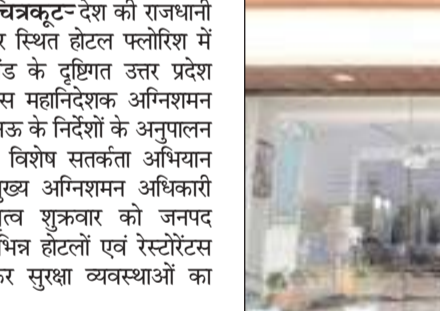 चित्रकूट- देश की राजधानी
स्थित होटल फ्लोरिश में
के दृष्टिगत उत्तर प्रदेश
महानिदेशक अग्निशमन
के निर्देशों के अनुपालन
विशेष सतर्कता अभियान
अग्निशमन अधिकारी
शुक्रवार को जनपद
होटलों एवं रेस्टोरेंटस
सुरक्षा व्यवस्थाओं का